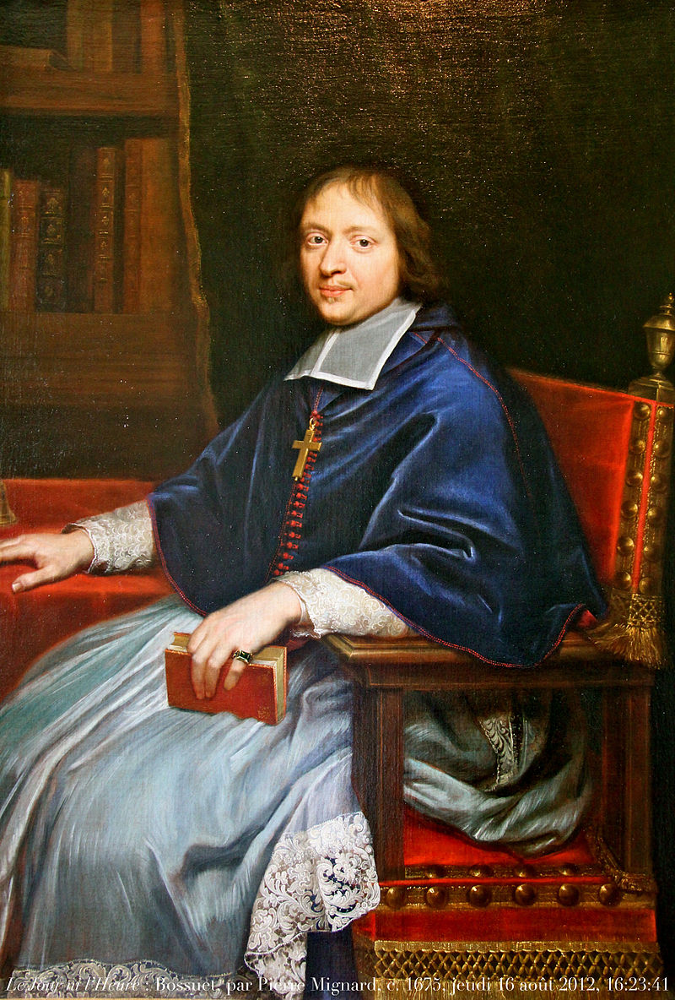 Le Jour ni l'Heure : Bossuet, par Pierre Mignard, c. 1675, jeudi 16 août 2012, 16:23:41